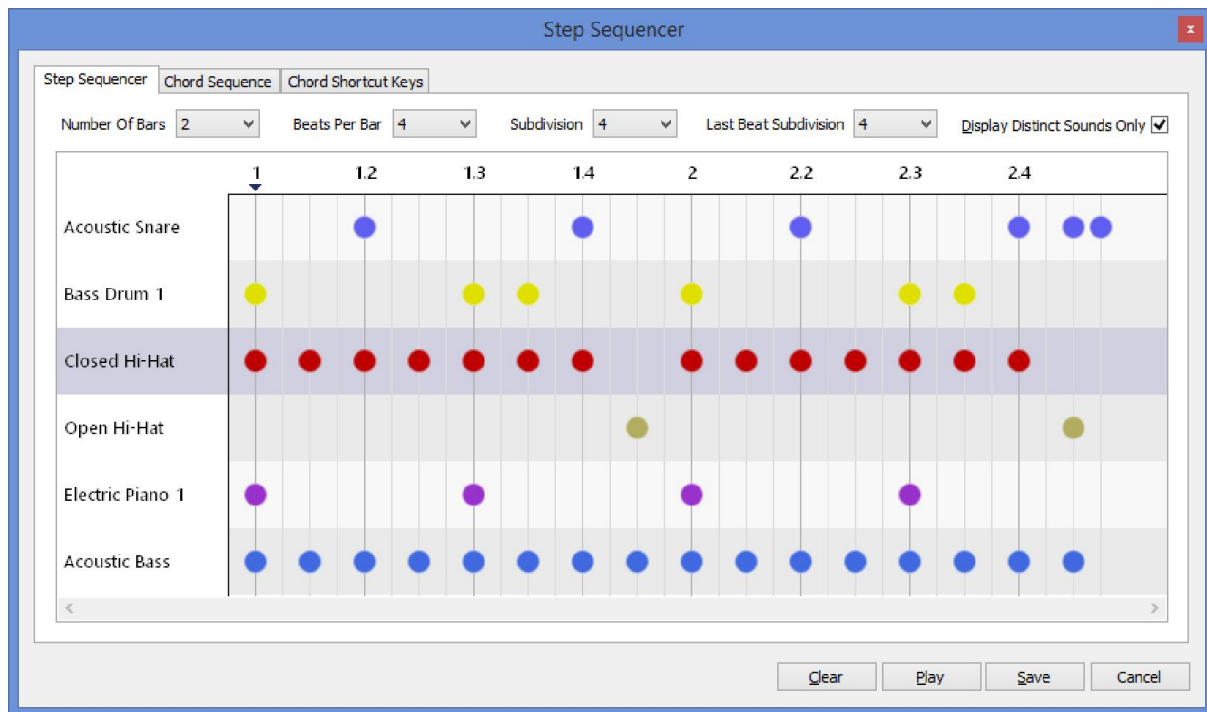 Step Sequencer
x
Step Sequencer Chord Sequence Chord Shortcut Keys
Number Of Bars 2 Beats Per Bar 4 Subdivision 4 Last Beat Subdivision 4 Display Distinct Sounds Only
1 1.2 1.3 1.4 2 2.2 2.3 2.4
Acoustic Snare
Bass Drum 1
Closed Hi-Hat
Open Hi-Hat
Electric Piano 1
Acoustic Bass
Clear Play Save Cancel